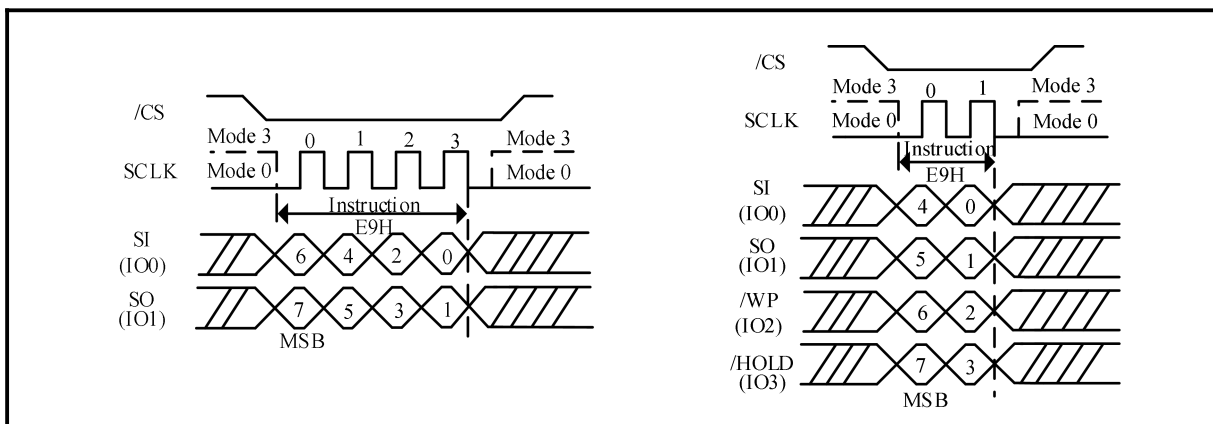 /CS
Mode 3
0 1 2 3
Mode 3
SCLK
Mode 0
Mode 0
Instruction
E9H
SI
(IO0)
6 4 2 0
SO
(IO1)
7 5 3 1
MSB
/CS
Mode 3
0 1
Mode 3
SCLK
Mode 0
Mode 0
Instruction
E9H
SI
(IO0)
4 0
SO
(IO1)
5 1
/WP
(IO2)
6 2
/HOLD
(IO3)
7 3
MSB